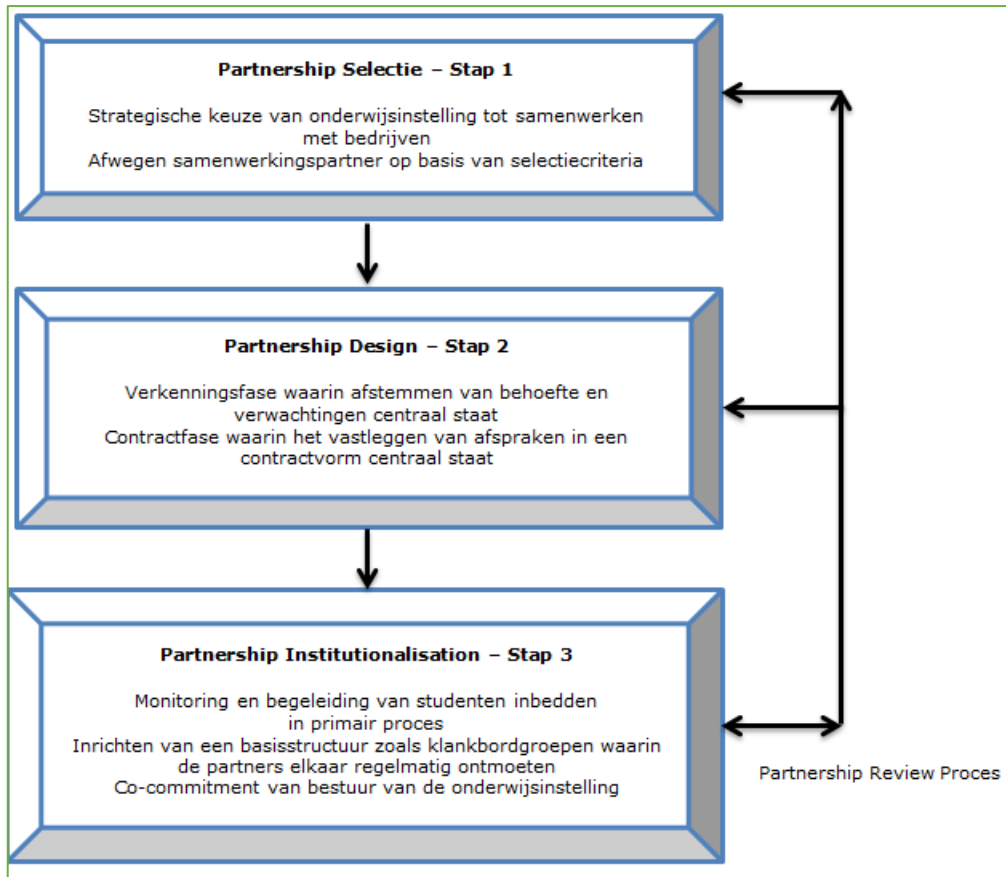 Partnership Selectie – Stap 1
Strategische keuze van onderwijsinstelling tot samenwerken
met bedrijven
Afwegen samenwerkingspartner op basis van selectiecriteria
Partnership Design – Stap 2
Verkenningsfase waarin afstemmen van behoefte en
verwachtingen centraal staat
Contractfase waarin het vastleggen van afspraken in een
contractvorm centraal staat
Partnership Institutionalisation – Stap 3
Monitoring en begeleiding van studenten inbedden
in primair proces
Inrichten van een basisstructuur zoals klankbordgroepen waarin
de partners elkaar regelmatig ontmoeten
Co-commitment van bestuur van de onderwijsinstelling
Partnership Review Proces